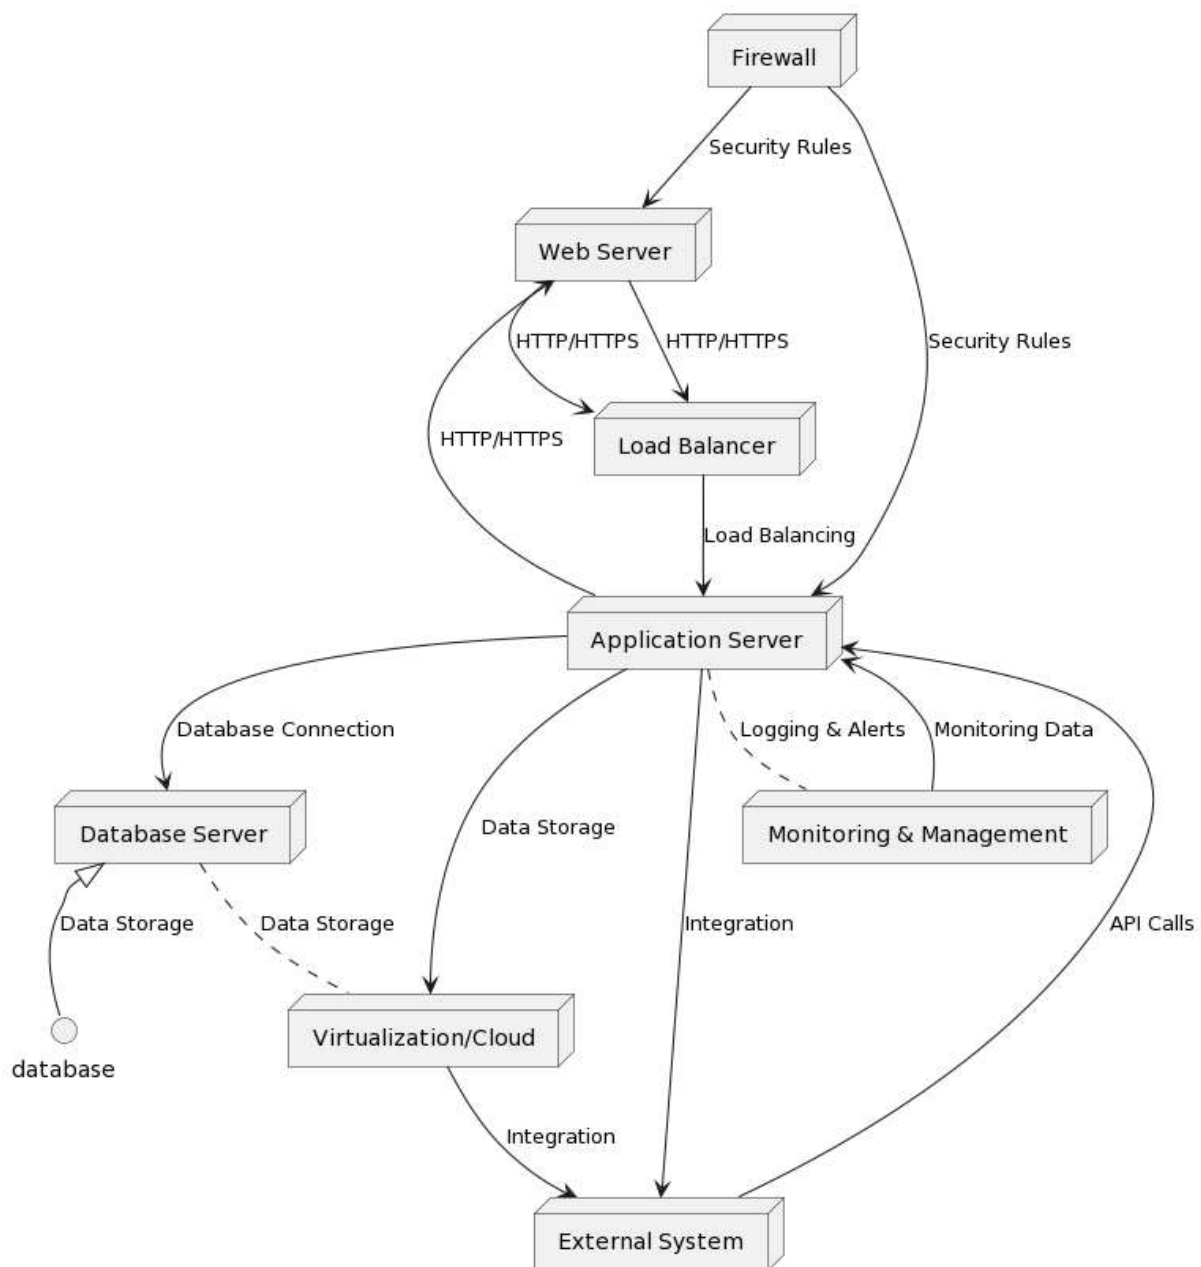 Firewall
Security Rules
Web Server
HTTP/HTTPS
HTTP/HTTPS
Security Rules
HTTP/HTTPS
Load Balancer
Load Balancing
Application Server
Database Connection
Logging & Alerts
Monitoring Data
Database Server
Data Storage
Monitoring & Management
Data Storage
Data Storage
Integration
API Calls
Virtualization/Cloud
database
Integration
External System